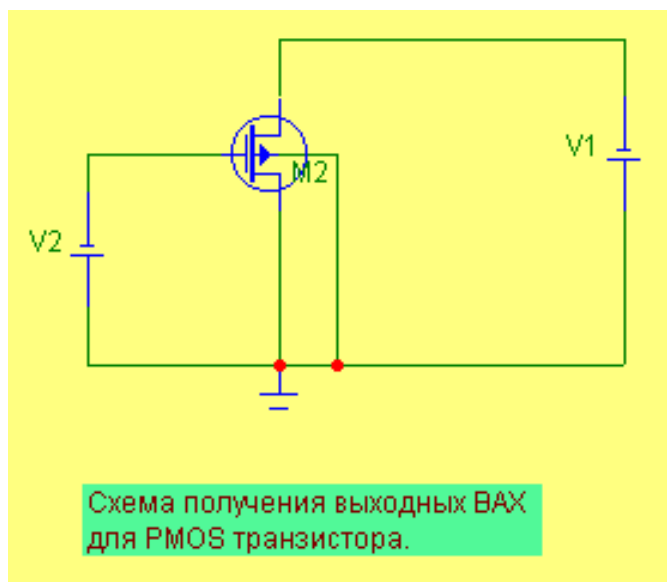 V1
M2
V2
Схема получения выходных ВАХ
для PMOS транзистора.